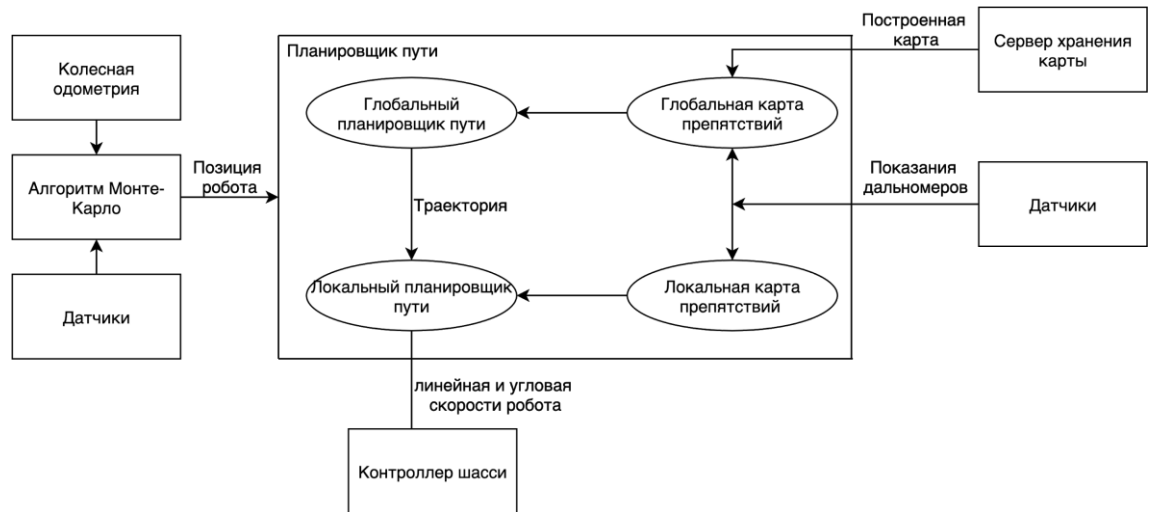 Колесная
одометрия
Алгоритм Монте-
Карло
Датчики
Позиция
робота
Планировщик пути
Глобальный
планировщик пути
Глобальная карта
препятствий
Траектория
Локальный планировщик
пути
Локальная карта
препятствий
Построенная
карта
Сервер хранения
карты
Показания
дальномеров
Датчики
линейная и угловая
скорости робота
Контроллер шасси